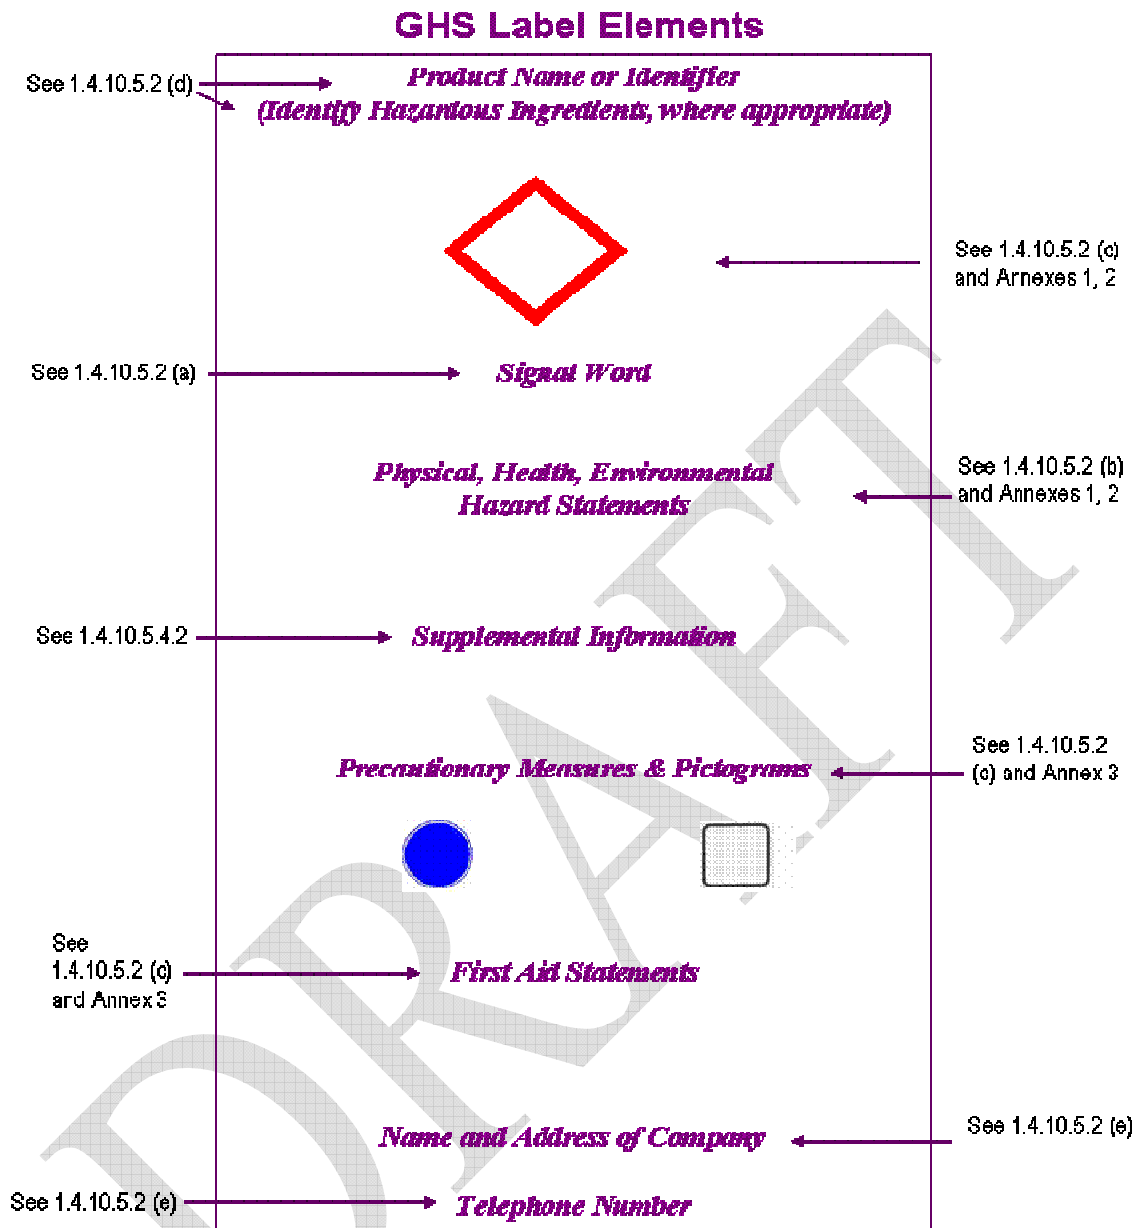 GHS Label Elements
See 1.4.10.5.2 (d)
Product Name or Identifier
(Identify Hazardous Ingredients, where appropriate)
See 1.4.10.5.2 (c)
and Annexes 1, 2
See 1.4.10.5.2 (a)
Signal Word
Physical, Health, Environmental
Hazard Statements
See 1.4.10.5.2 (b)
and Annexes 1, 2
See 1.4.10.5.4.2
Supplemental Information
Precautionary Measures & Pictograms
See 1.4.10.5.2
(c) and Annex 3
See
1.4.10.5.2 (c)
and Annex 3
First Aid Statements
Name and Address of Company
See 1.4.10.5.2 (e)
See 1.4.10.5.2 (e)
Telephone Number
DRAFT